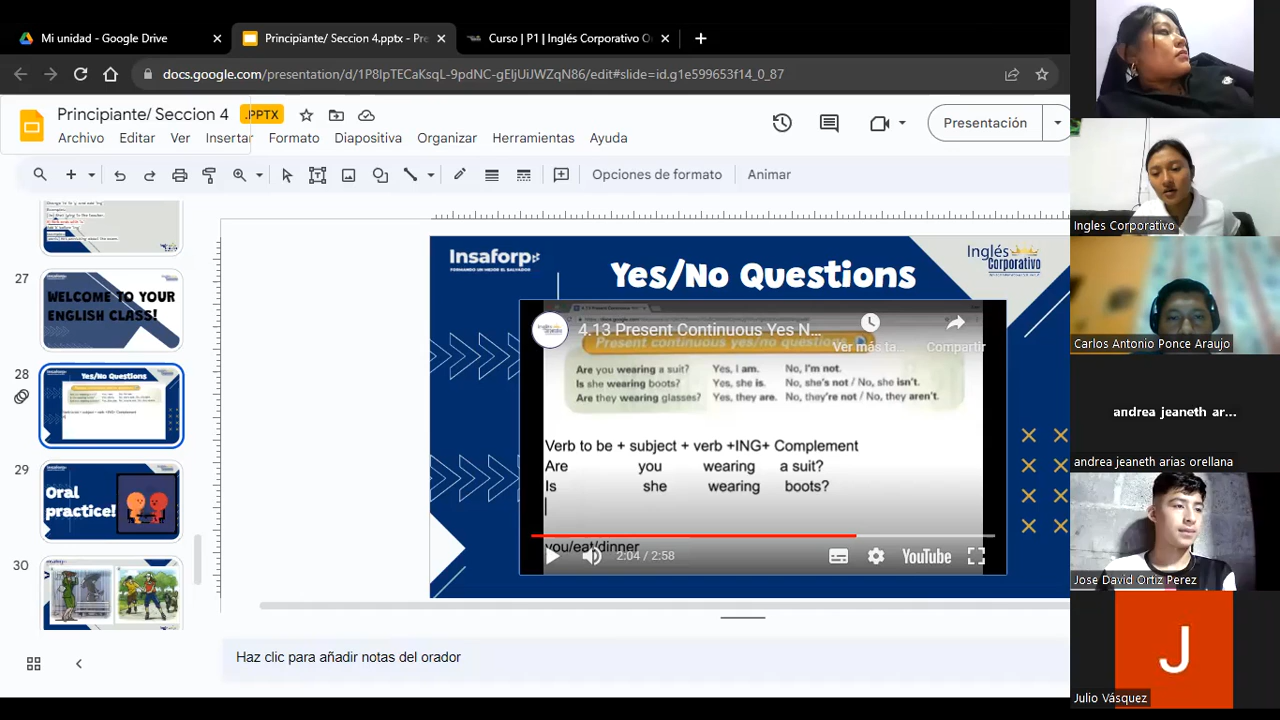 Mi unidad - Google Drive
Principiante/ Seccion 4.pptx - Pre
Curso | P1 | Inglés Corporativo O
docs.google.com/presentation/d/1P8IpTECaKsqL-9pdNC-gEljUiJWZqN86/edit#slide=id.g1e599653f14_0_87
Principiante/ Seccion 4
.PPTX
Presentación
Archivo Editar Ver Insertar Formato Diapositiva Organizar Herramientas Ayuda
Opciones de formato
Animar
27
WELCOME TO YOUR
ENGLISH CLASS!
28
Yes/No Questions
29
Oral
practice!
30
Insaforp
FORMANDO UN MEJOR EL SALVADOR
Inglés
Corporativo
Yes/No Questions
4.13 Present Continuous Yes N...
Ver más ta...
Compartir
Present continuous yes/no questions
Are you wearing a suit? Yes, I am. No, I'm not.
Is she wearing boots? Yes, she is. No, she's not / No, she isn't.
Are they wearing glasses? Yes, they are. No, they're not / No, they aren't.
Verb to be + subject + verb +ING+ Complement
Are you wearing a suit?
Is she wearing boots?
you/eat/dinner
2:04 / 2:58
YouTube
Haz clic para añadir notas del orador
Ingles Corporativo
Carlos Antonio Ponce Araujo
andrea jeaneth ar...
andrea jeaneth arias orellana
Jose David Ortiz Perez
J
Julio Vásquez